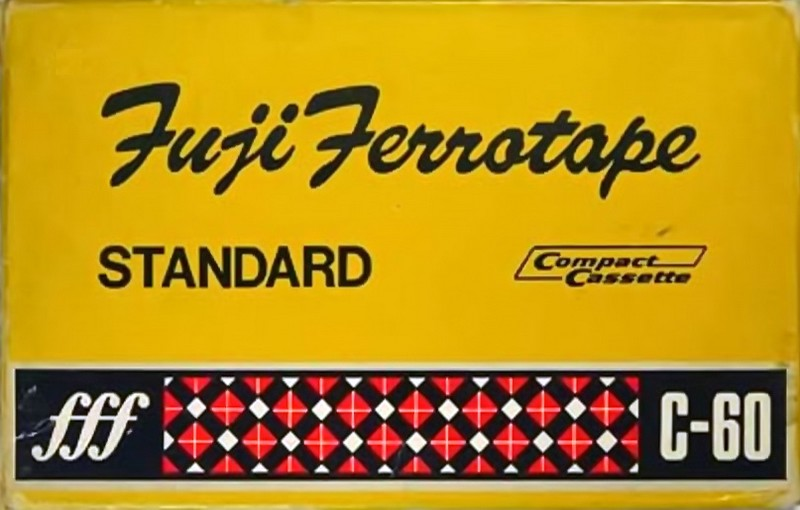 Fuji Ferrotape
STANDARD
Compact
Cassette
fff
C-60